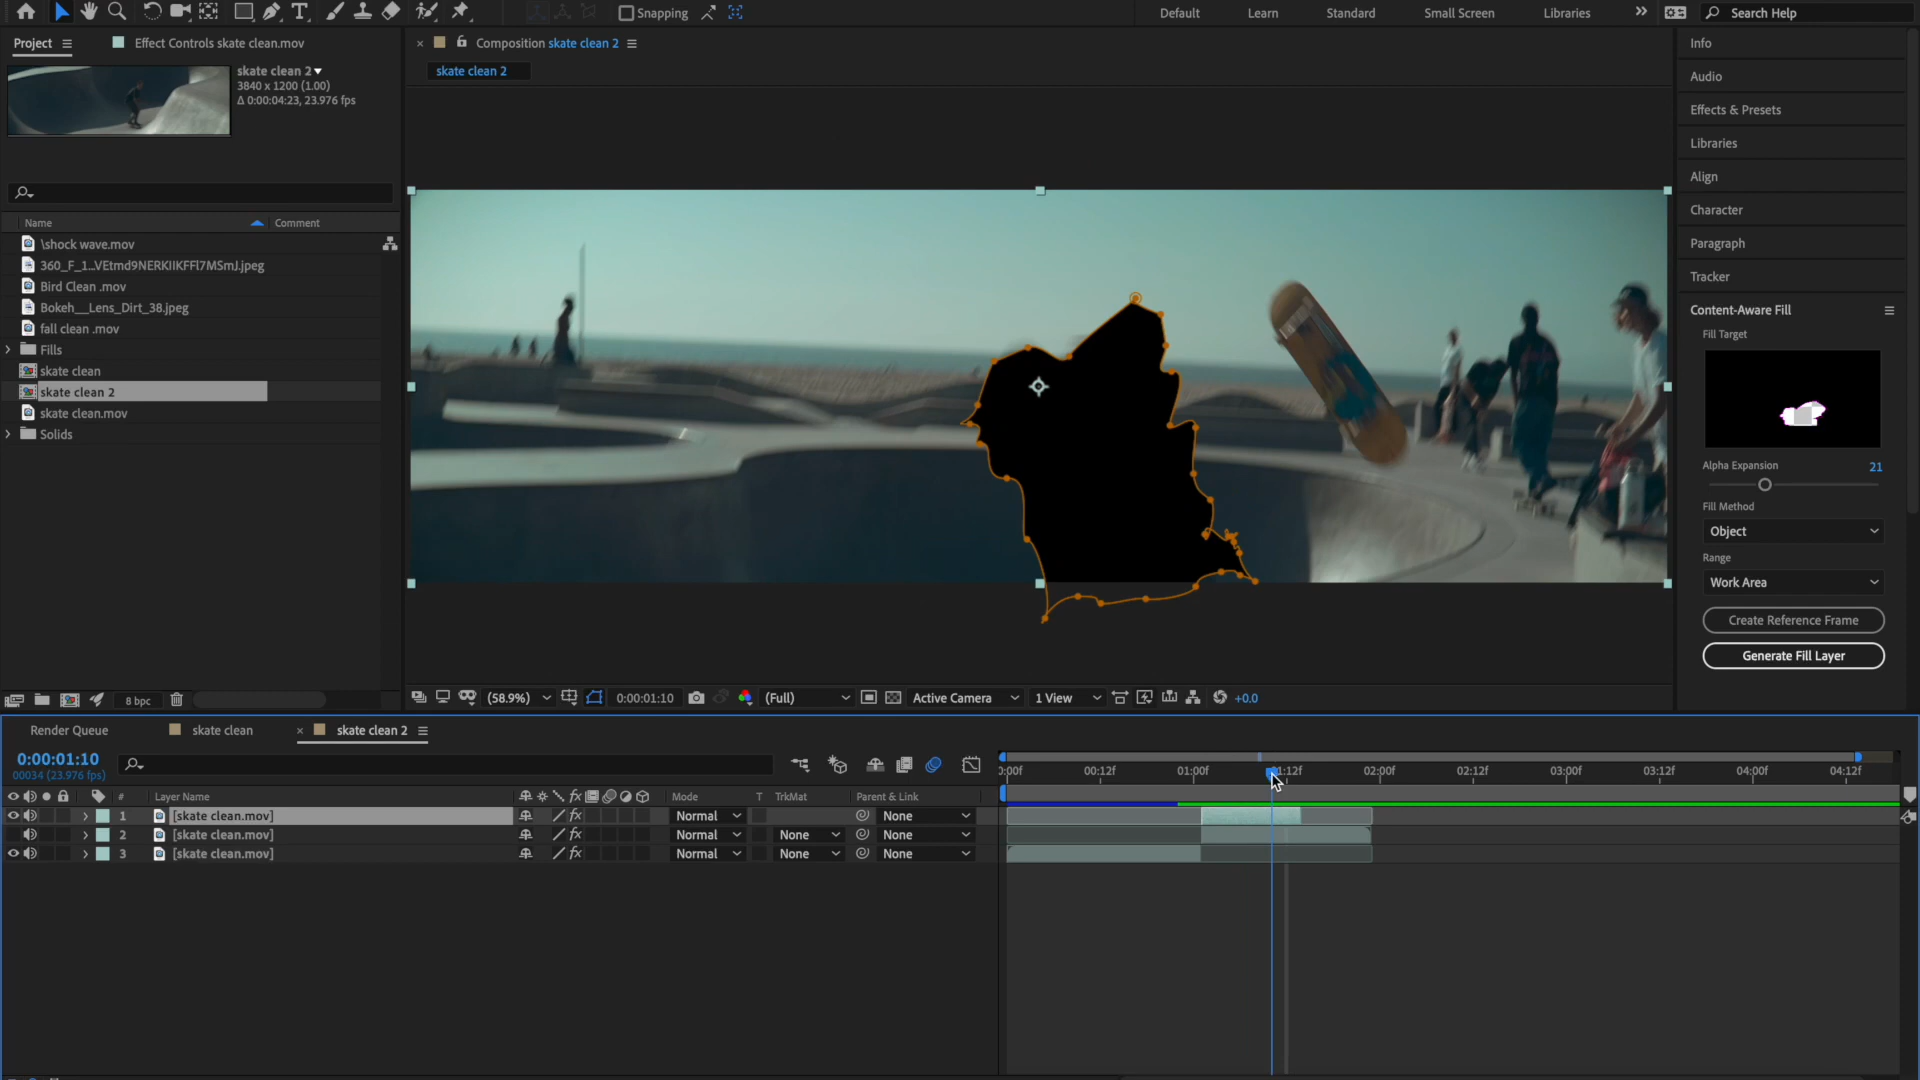 Snapping
Default
Learn
Standard
Small Screen
Libraries
Search Help
Project
Effect Controls skate clean.mov
Composition skate clean 2
skate clean 2
skate clean 2
3840 x 1200 (1.00)
Δ 0:00:04:23, 23.976 fps
Name
Comment
\shock wave.mov
360_F_1...VEtmd9NERKIIKFFl7MSmJ.jpeg
Bird Clean .mov
Bokeh__Lens_Dirt_38.jpeg
fall clean .mov
Fills
skate clean
skate clean 2
skate clean.mov
Solids
8 bpc
(58.9%)
0:00:01:10
(Full)
Active Camera
1 View
+0.0
Info
Audio
Effects & Presets
Libraries
Align
Character
Paragraph
Tracker
Content-Aware Fill
Fill Target
Alpha Expansion
21
Fill Method
Object
Range
Work Area
Create Reference Frame
Generate Fill Layer
Render Queue
skate clean
skate clean 2
0:00:01:10
00034 (23.976 fps)
# Layer Name
Mode
T TrkMat
Parent & Link
1 [skate clean.mov] Normal None
2 [skate clean.mov] Normal None None
3 [skate clean.mov] Normal None None
0:00f 00:12f 01:00f 01:12f 02:00f 02:12f 03:00f 03:12f 04:00f 04:12f